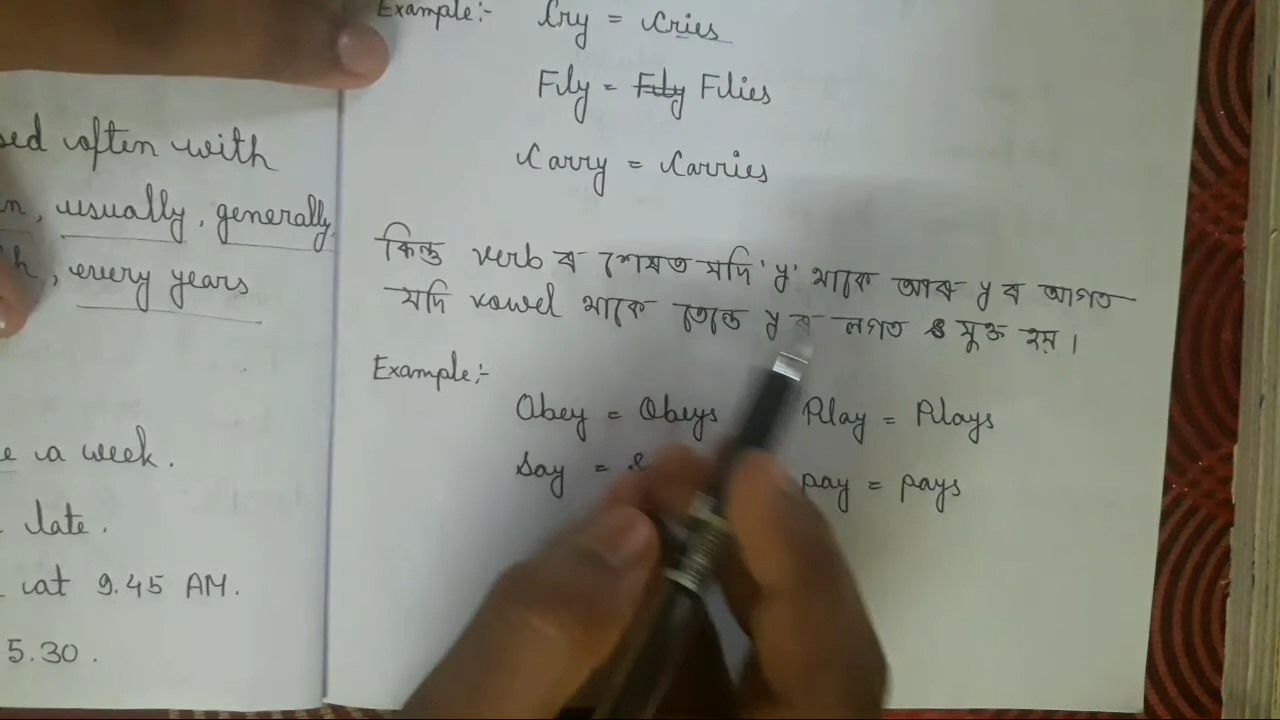 sed often with
n, usually, generally,
h, every years
e a week.
late.
at 9.45 AM.
5.30.
Example:- Cry = Cries
Fly = Fly Flies
Carry = Carries
কিন্তু verb ৰ শেষত যদি 'y' থাকে আৰু y ৰ আগত
যদি vowel থাকে তেন্তে y ৰ লগত s যুক্ত হয়।
Example:-
Obey = Obeys Play = Plays
Say = S pay = pays